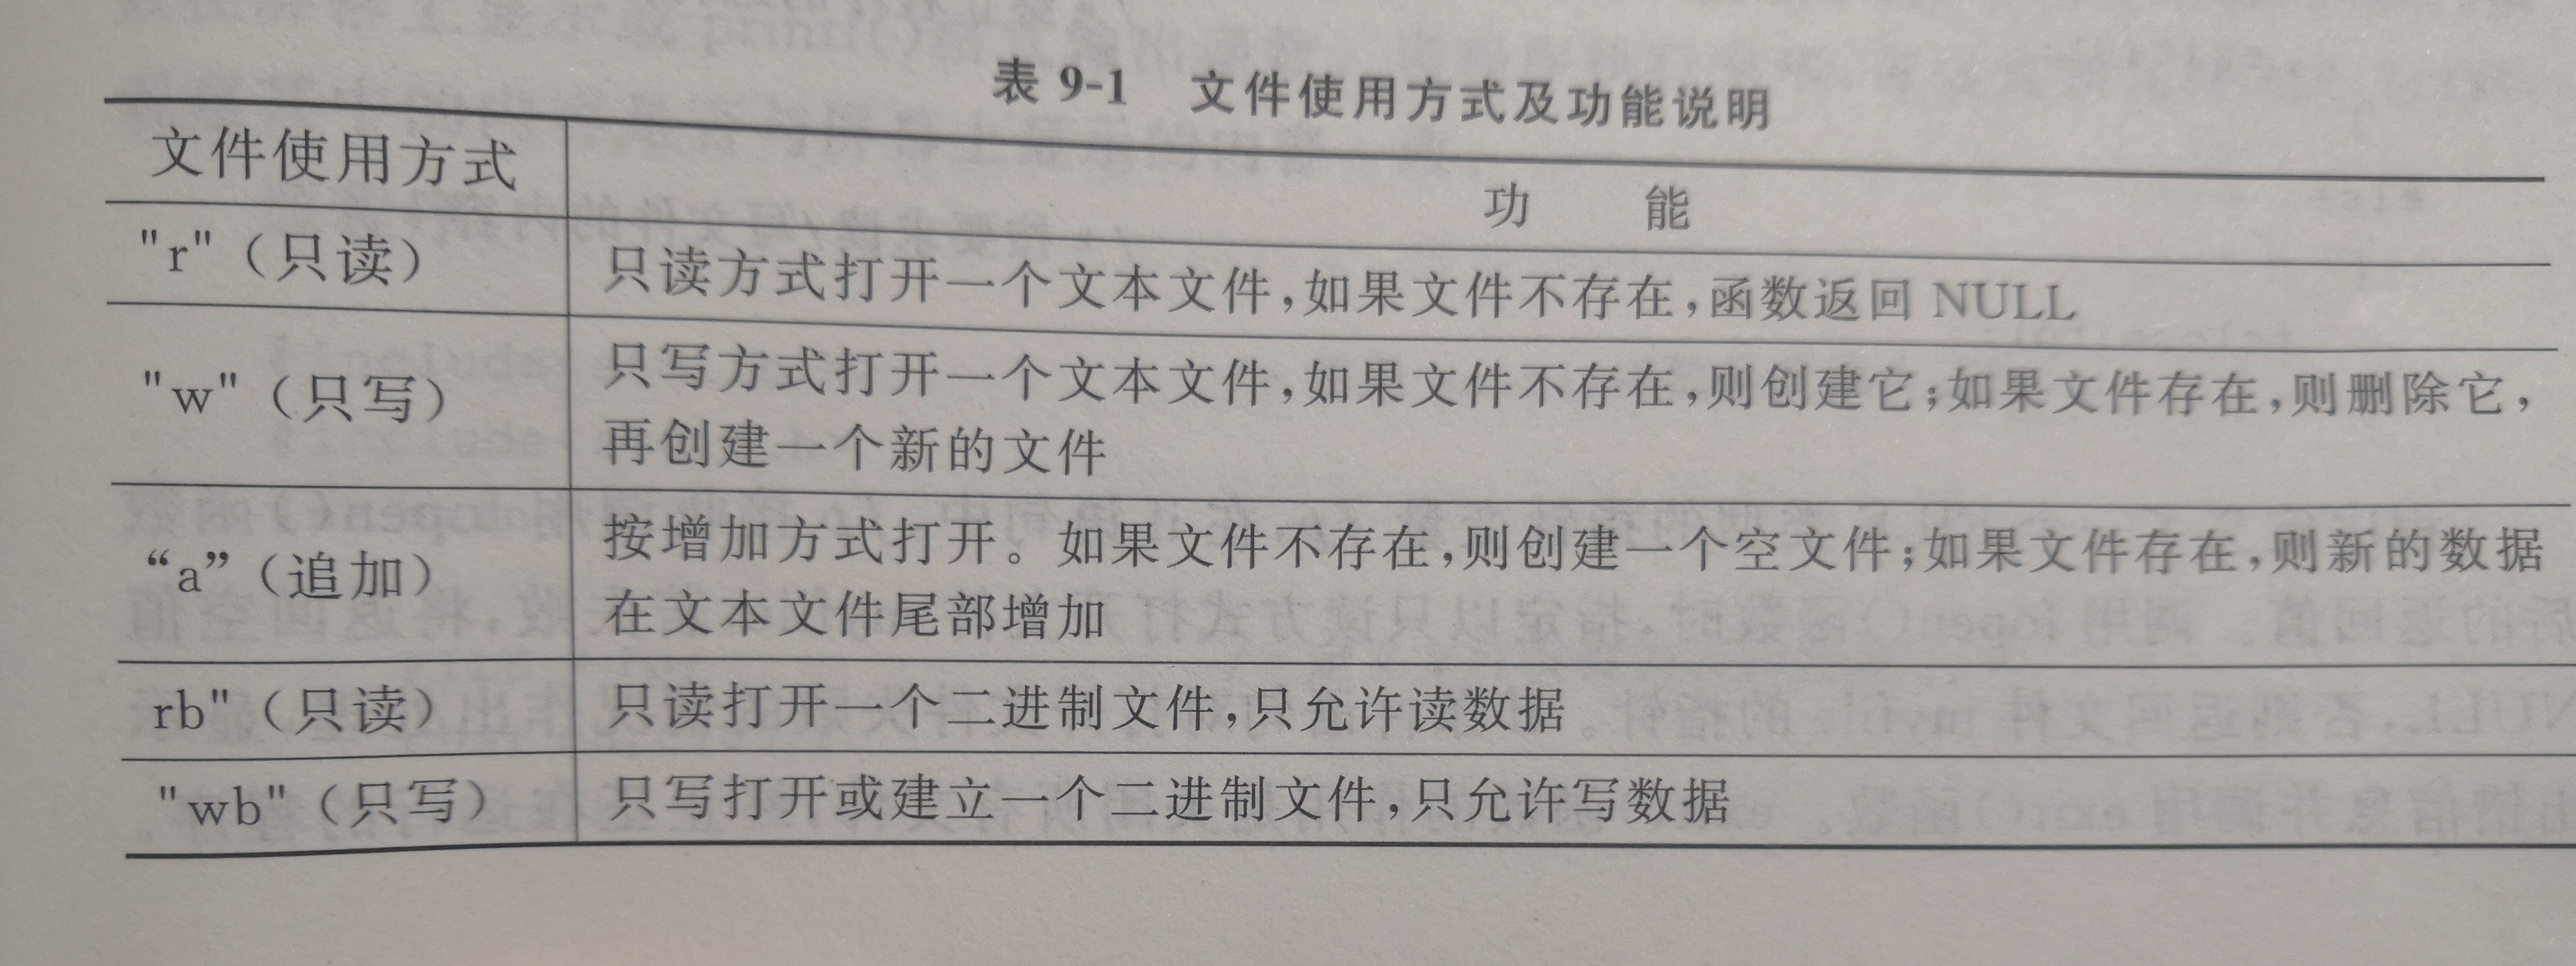 表 9-1 文件使用方式及功能说明
文件使用方式
功 能
"r"（只读）
只读方式打开一个文本文件,如果文件不存在,函数返回 NULL
"w"（只写）
只写方式打开一个文本文件,如果文件不存在,则创建它;如果文件存在,则删除它,
再创建一个新的文件
“a”（追加）
按增加方式打开。如果文件不存在,则创建一个空文件;如果文件存在,则新的数据
在文本文件尾部增加
rb"（只读）
只读打开一个二进制文件,只允许读数据
"wb"（只写）
只写打开或建立一个二进制文件,只允许写数据